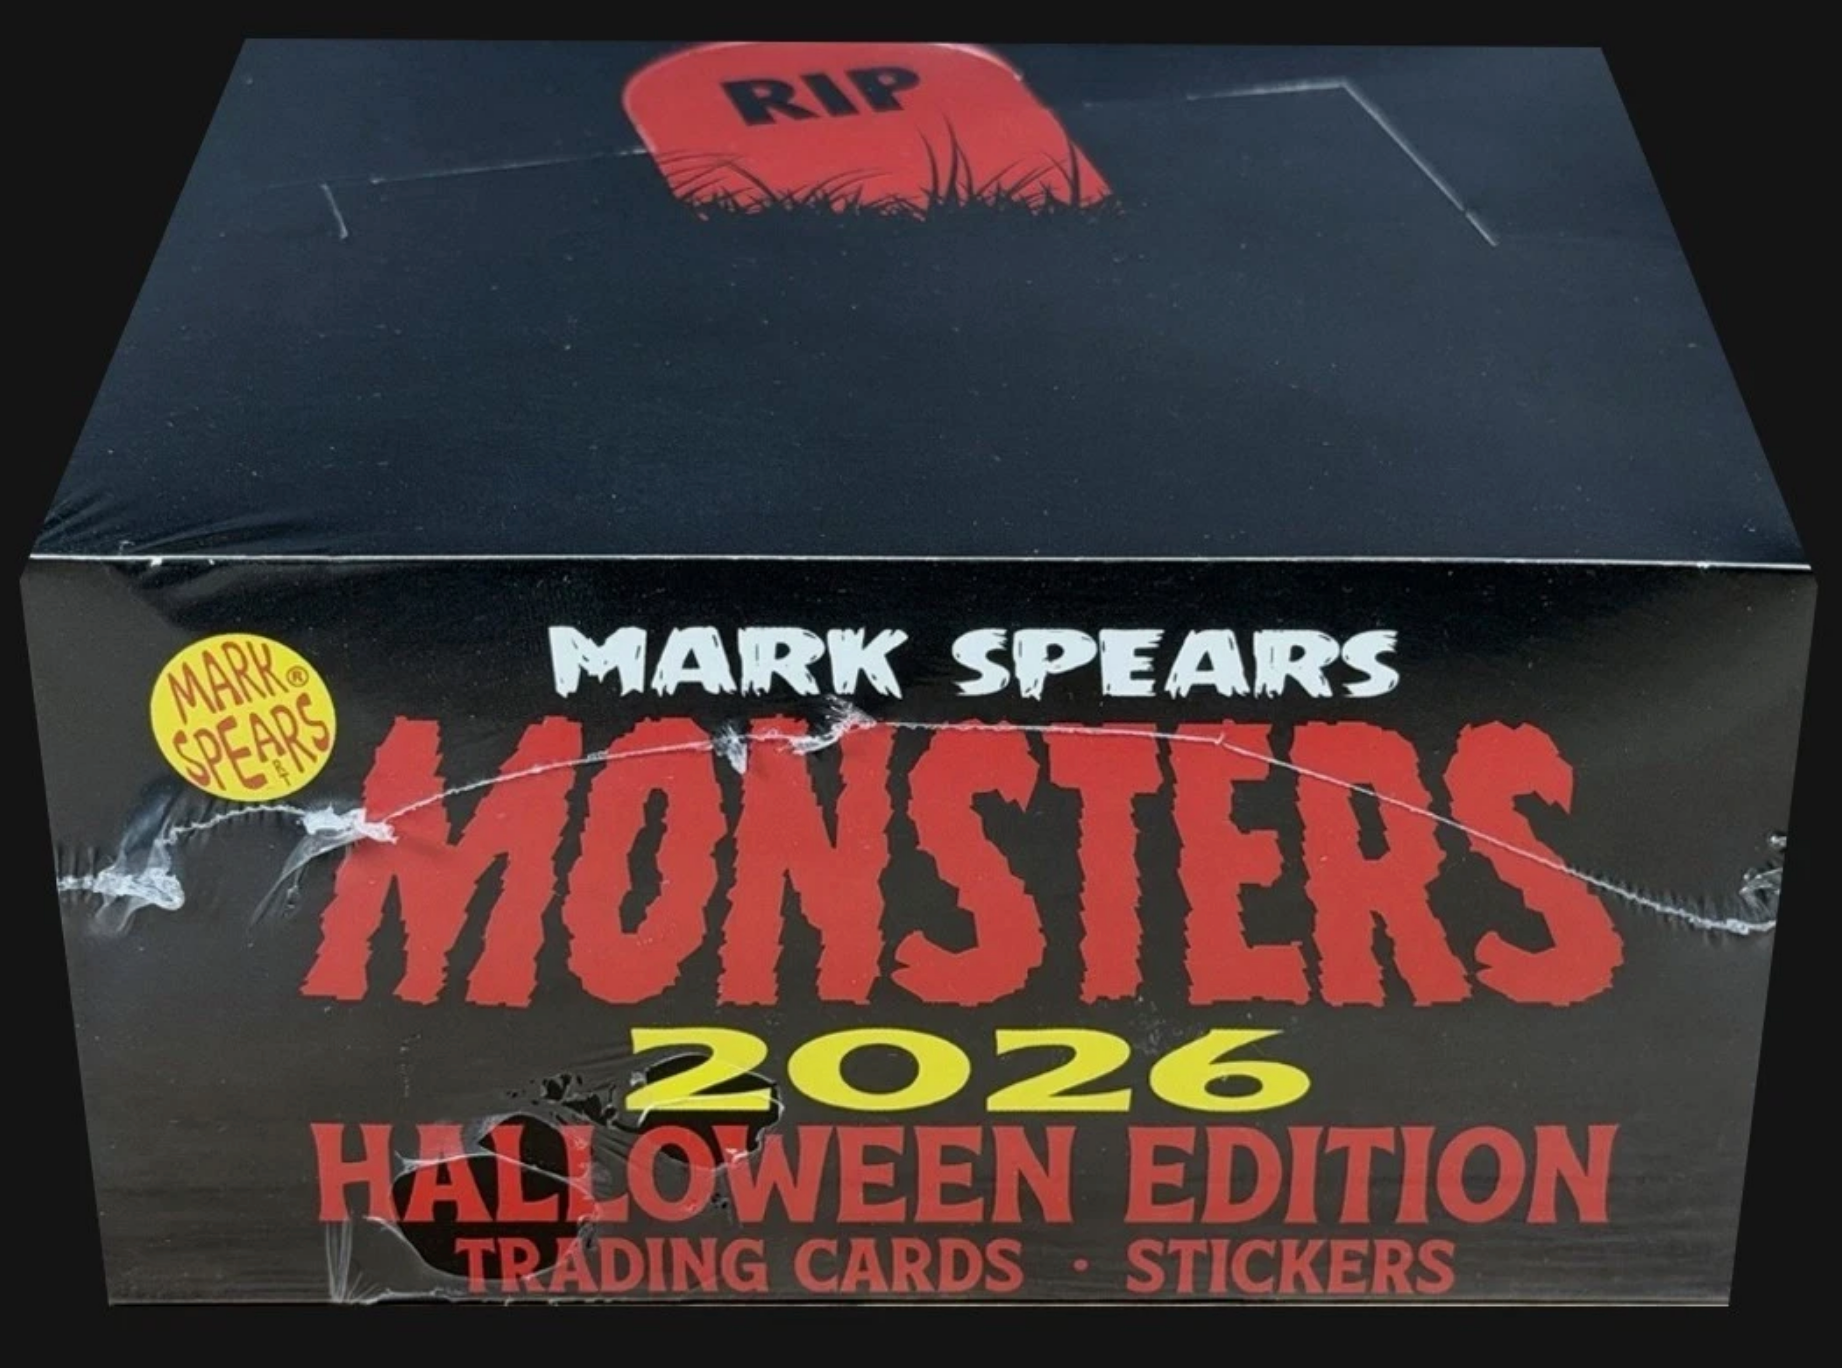 RIP
MARK®
SPEARS
MARK SPEARS
MONSTERS
2026
HALLOWEEN EDITION
TRADING CARDS · STICKERS